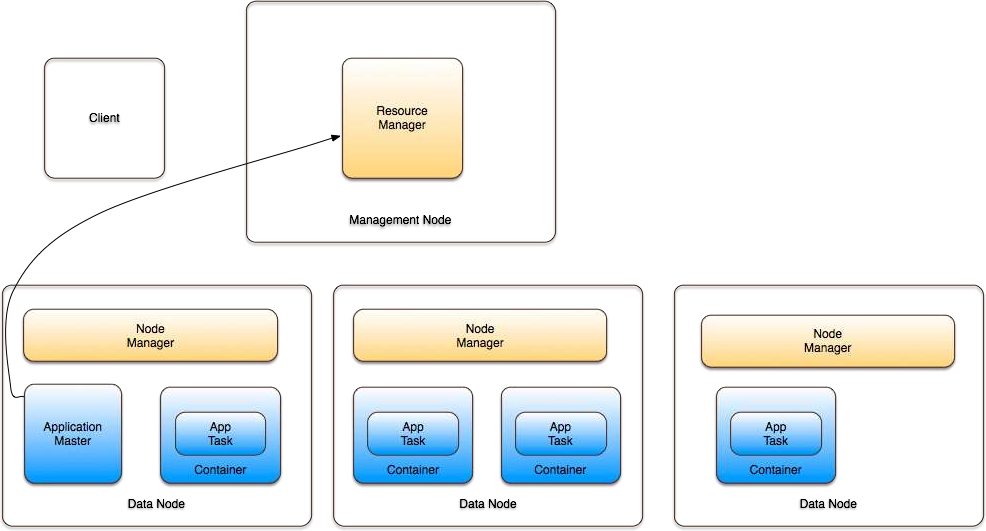 Client
Resource
Manager
Management Node
Node
Manager
Application
Master
App
Task
Container
Data Node
Node
Manager
App
Task
Container
App
Task
Container
Data Node
Node
Manager
App
Task
Container
Data Node